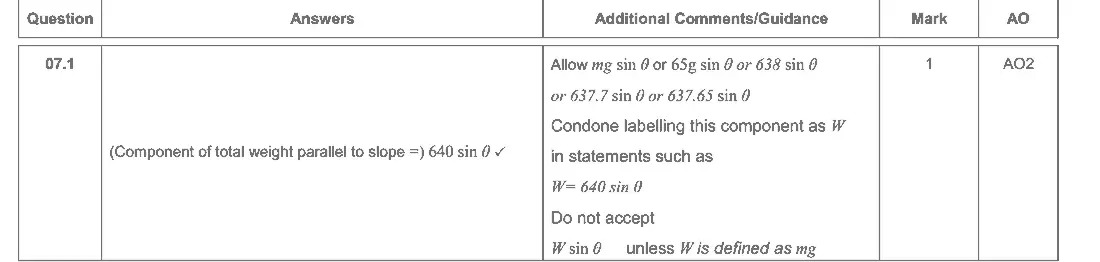 Question Answers Additional Comments/Guidance Mark AO
07.1 Allow mg sin θ or 65g sin θ or 638 sin θ 1 AO2
or 637.7 sin θ or 637.65 sin θ
Condone labelling this component as W
(Component of total weight parallel to slope =) 640 sin θ ✓ in statements such as
W= 640 sin θ
Do not accept
W sin θ unless W is defined as mg